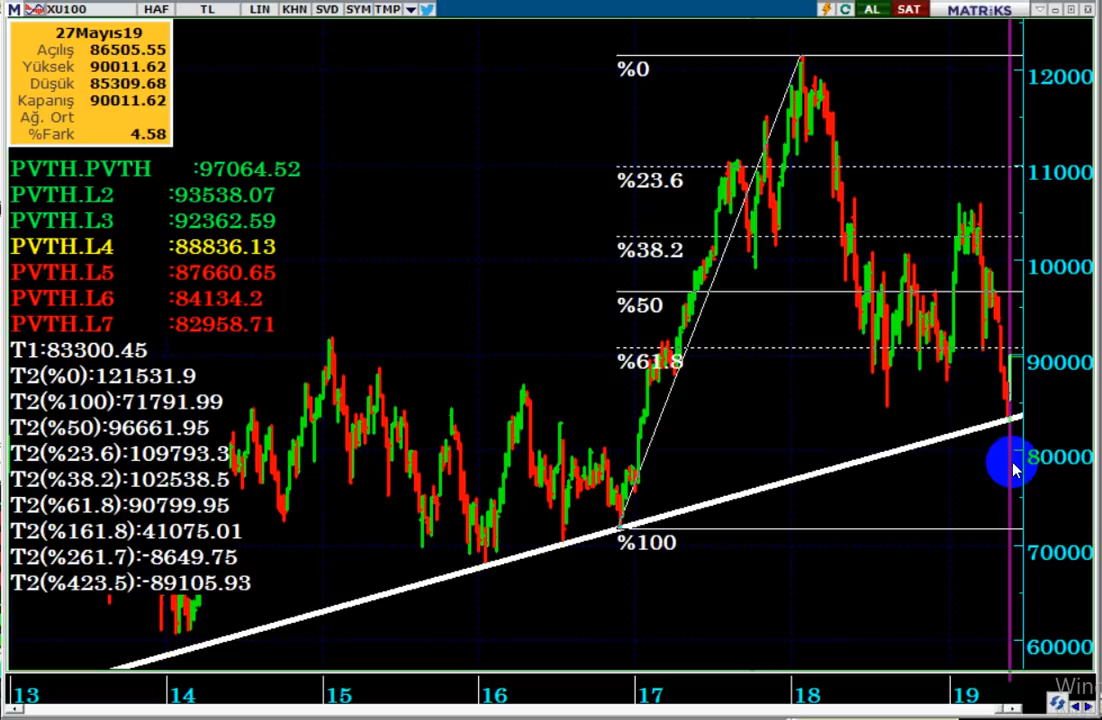 M XU100 HAF TL LIN KHN SVD SYM TMP AL SAT MATRİKS
27Mayıs19
Açılış 86505.55
Yüksek 90011.62
Düşük 85309.68
Kapanış 90011.62
Ağ. Ort
%Fark 4.58
PVTH.PVTH :97064.52
PVTH.L2 :93538.07
PVTH.L3 :92362.59
PVTH.L4 :88836.13
PVTH.L5 :87660.65
PVTH.L6 :84134.2
PVTH.L7 :82958.71
T1:83300.45
T2(%0):121531.9
T2(%100):71791.99
T2(%50):96661.95
T2(%23.6):109793.3
T2(%38.2):102538.5
T2(%61.8):90799.95
T2(%161.8):41075.01
T2(%261.7):-8649.75
T2(%423.5):-89105.93
%0
%23.6
%38.2
%50
%61.8
%100
12000
11000
10000
90000
80000
70000
60000
13 14 15 16 17 18 19
Wind